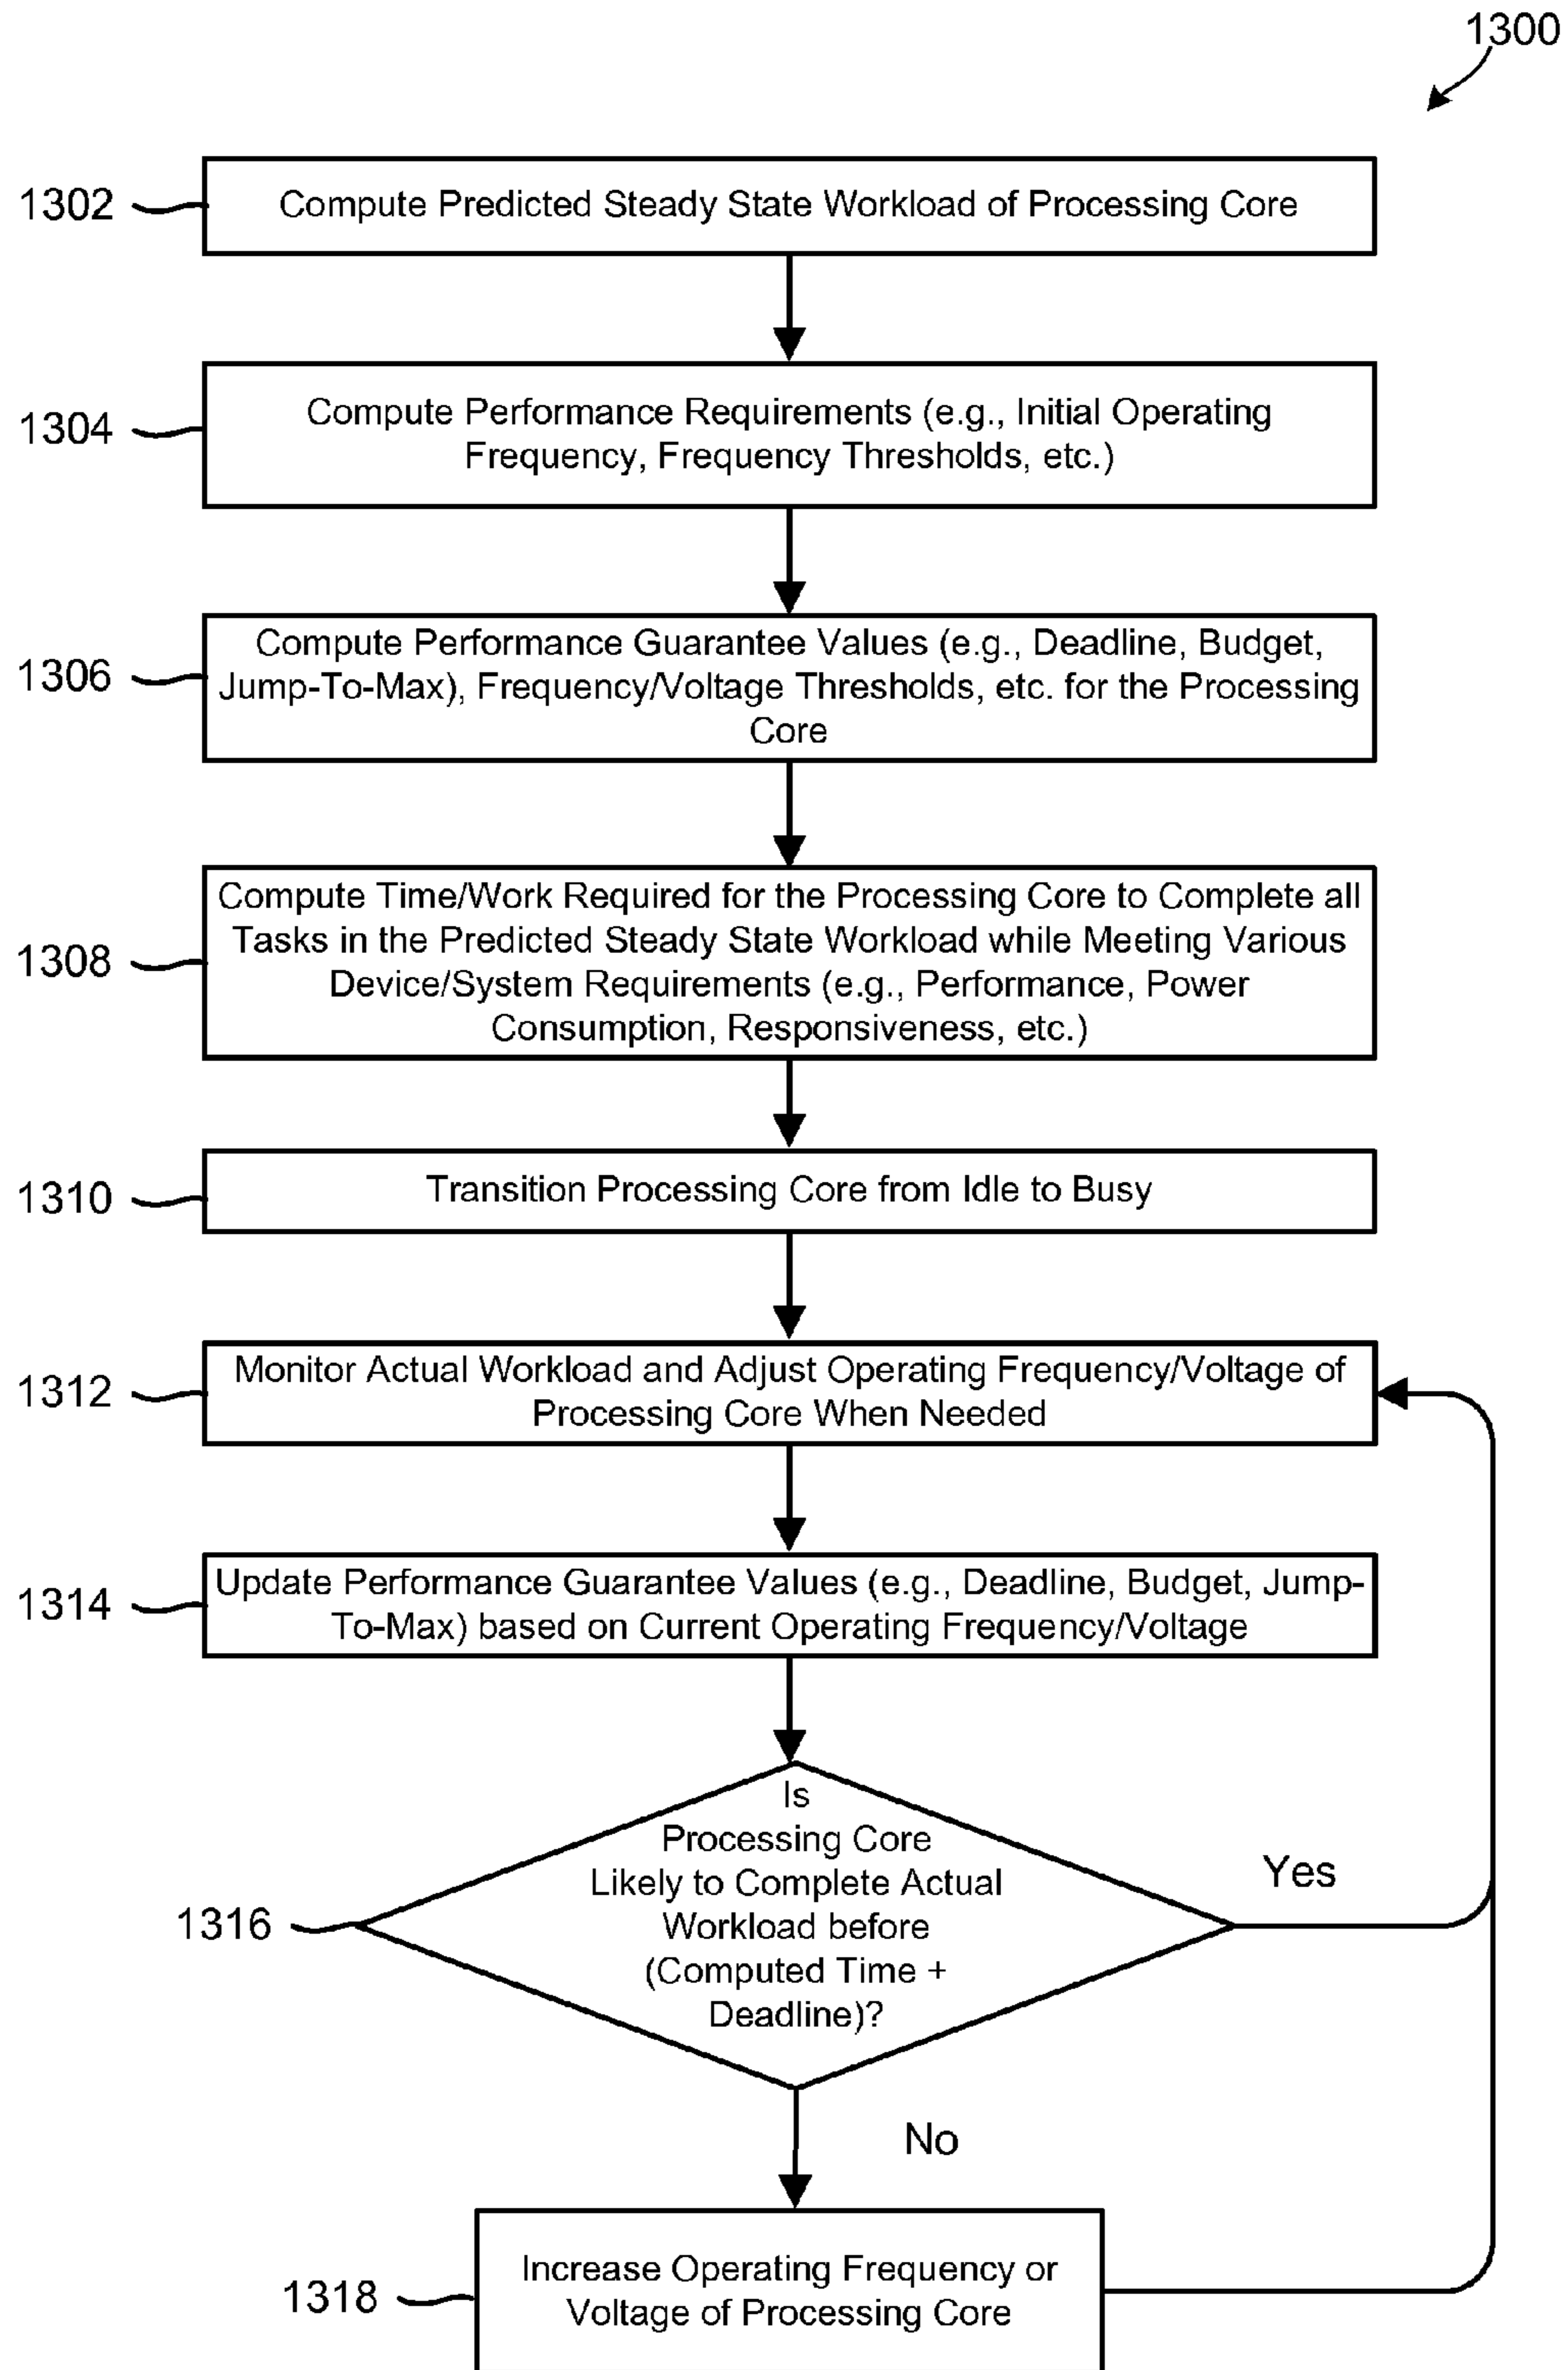 1300
1302
Compute Predicted Steady State Workload of Processing Core
1304
Compute Performance Requirements (e.g., Initial Operating
Frequency, Frequency Thresholds, etc.)
1306
Compute Performance Guarantee Values (e.g., Deadline, Budget,
Jump-To-Max), Frequency/Voltage Thresholds, etc. for the Processing
Core
1308
Compute Time/Work Required for the Processing Core to Complete all
Tasks in the Predicted Steady State Workload while Meeting Various
Device/System Requirements (e.g., Performance, Power
Consumption, Responsiveness, etc.)
1310
Transition Processing Core from Idle to Busy
1312
Monitor Actual Workload and Adjust Operating Frequency/Voltage of
Processing Core When Needed
1314
Update Performance Guarantee Values (e.g., Deadline, Budget, Jump-
To-Max) based on Current Operating Frequency/Voltage
1316
Is
Processing Core
Likely to Complete Actual
Workload before
(Computed Time +
Deadline)?
Yes
No
1318
Increase Operating Frequency or
Voltage of Processing Core